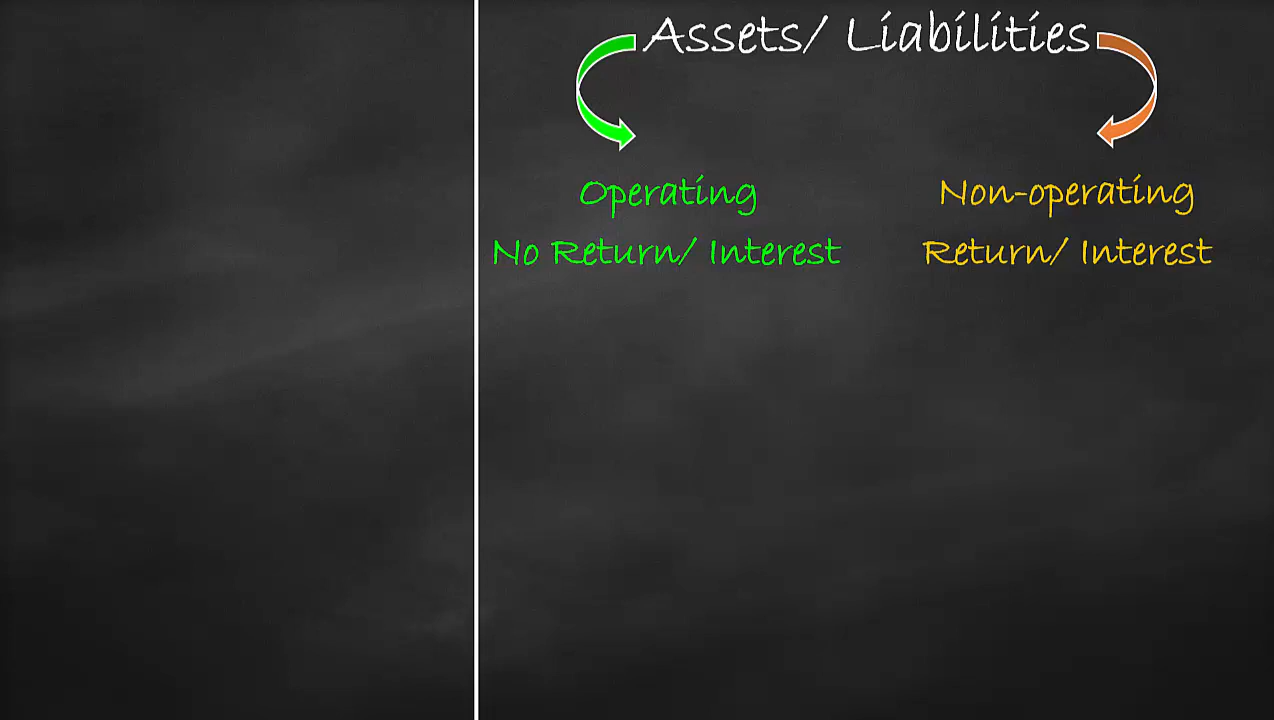 Assets/ Liabilities
Operating
Non-operating
No Return/ Interest
Return/ Interest